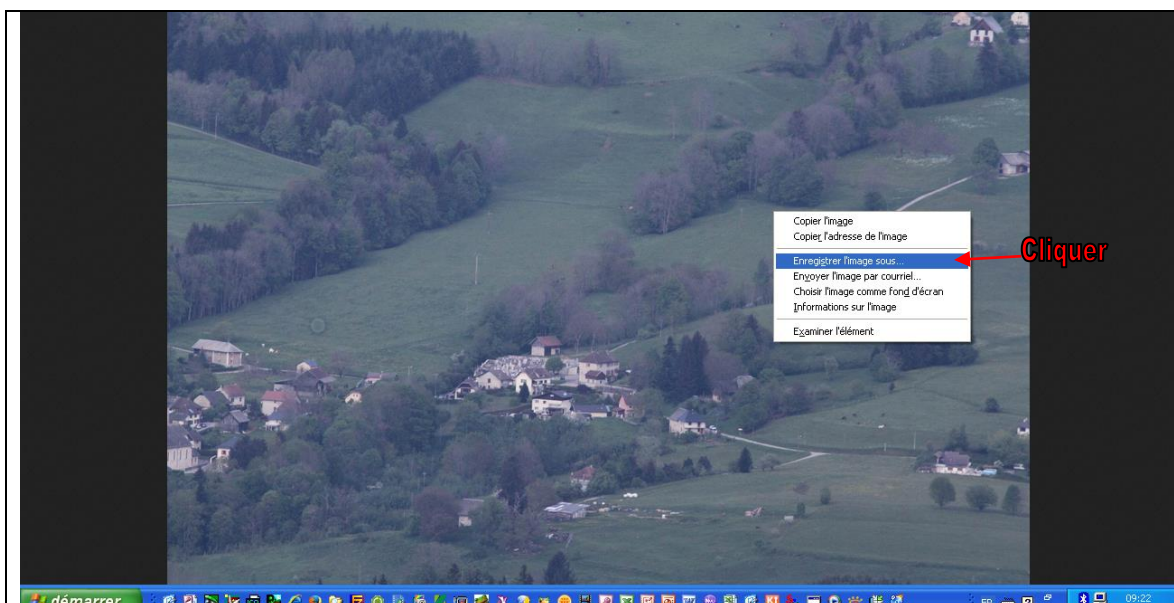 Copier l'image
Copier l'adresse de l'image
Enregistrer l'image sous...
Cliquer
Envoyer l'image par courriel...
Choisir l'image comme fond d'écran
Informations sur l'image
Examiner l'élément
démarrer
FR
09:22